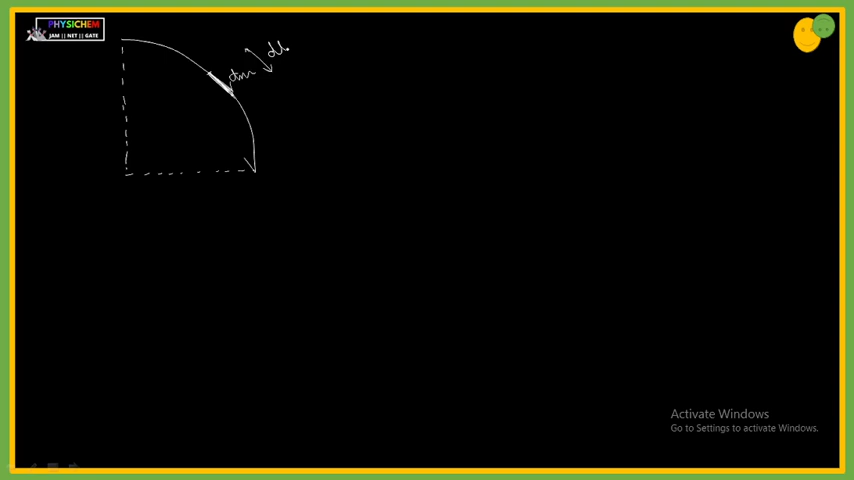 PHYSICHEM
JAM || NET || GATE
dl
dm
Activate Windows
Go to Settings to activate Windows.